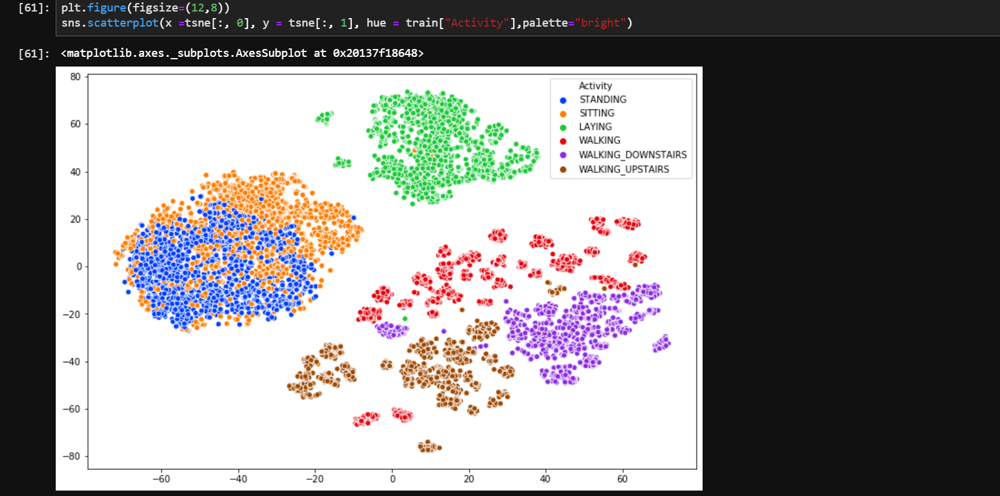 [61]: plt.figure(figsize=(12,8))
sns.scatterplot(x =tsne[:, 0], y = tsne[:, 1], hue = train["Activity"],palette="bright")
[61]: <matplotlib.axes._subplots.AxesSubplot at 0x20137f18648>
80
60
40
20
0
−20
−40
−60
−80
Activity
STANDING
SITTING
LAYING
WALKING
WALKING_DOWNSTAIRS
WALKING_UPSTAIRS
−60 −40 −20 0 20 40 60